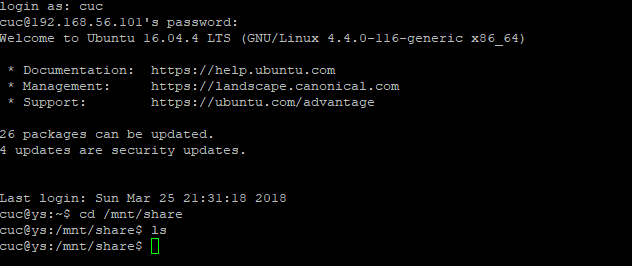 login as: cuc
cuc@192.168.56.101's password:
Welcome to Ubuntu 16.04.4 LTS (GNU/Linux 4.4.0-116-generic x86_64)
* Documentation:  https://help.ubuntu.com
* Management:     https://landscape.canonical.com
* Support:        https://ubuntu.com/advantage
26 packages can be updated.
4 updates are security updates.
Last login: Sun Mar 25 21:31:18 2018
cuc@ys:~$ cd /mnt/share
cuc@ys:/mnt/share$ ls
cuc@ys:/mnt/share$